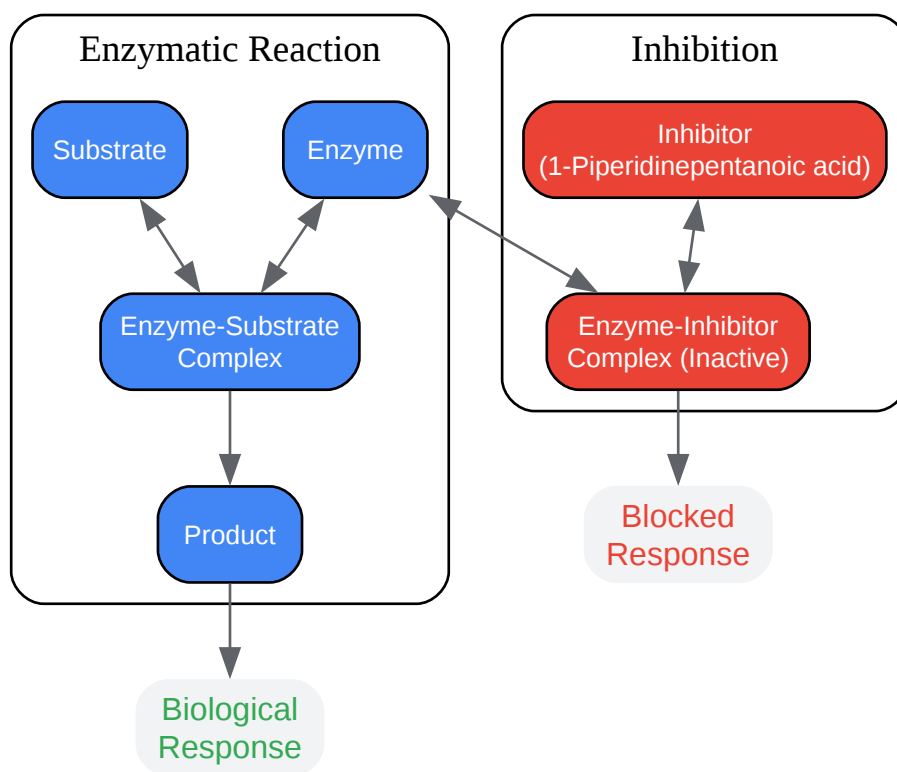 Enzymatic Reaction
Inhibition
Substrate
Enzyme
Inhibitor
(1-Piperidinepentanoic acid)
Enzyme-Substrate
Complex
Enzyme-Inhibitor
Complex (Inactive)
Product
Blocked
Response
Biological
Response